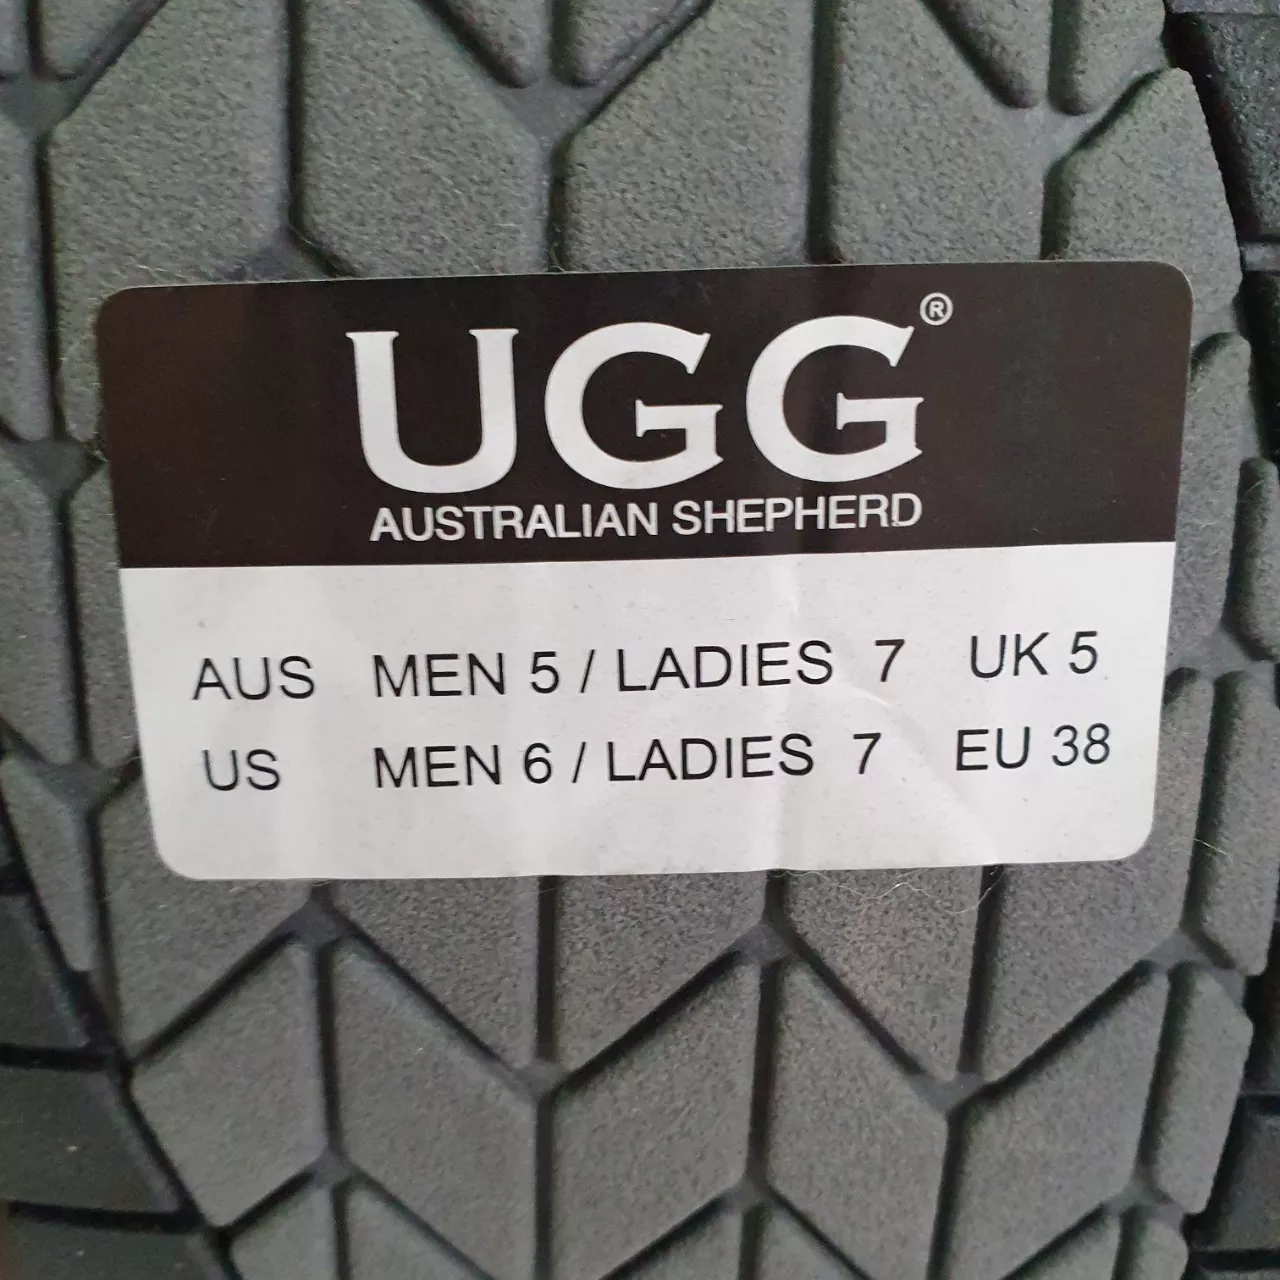 UGG®
AUSTRALIAN SHEPHERD
AUS MEN 5 / LADIES 7 UK 5
US MEN 6 / LADIES 7 EU 38